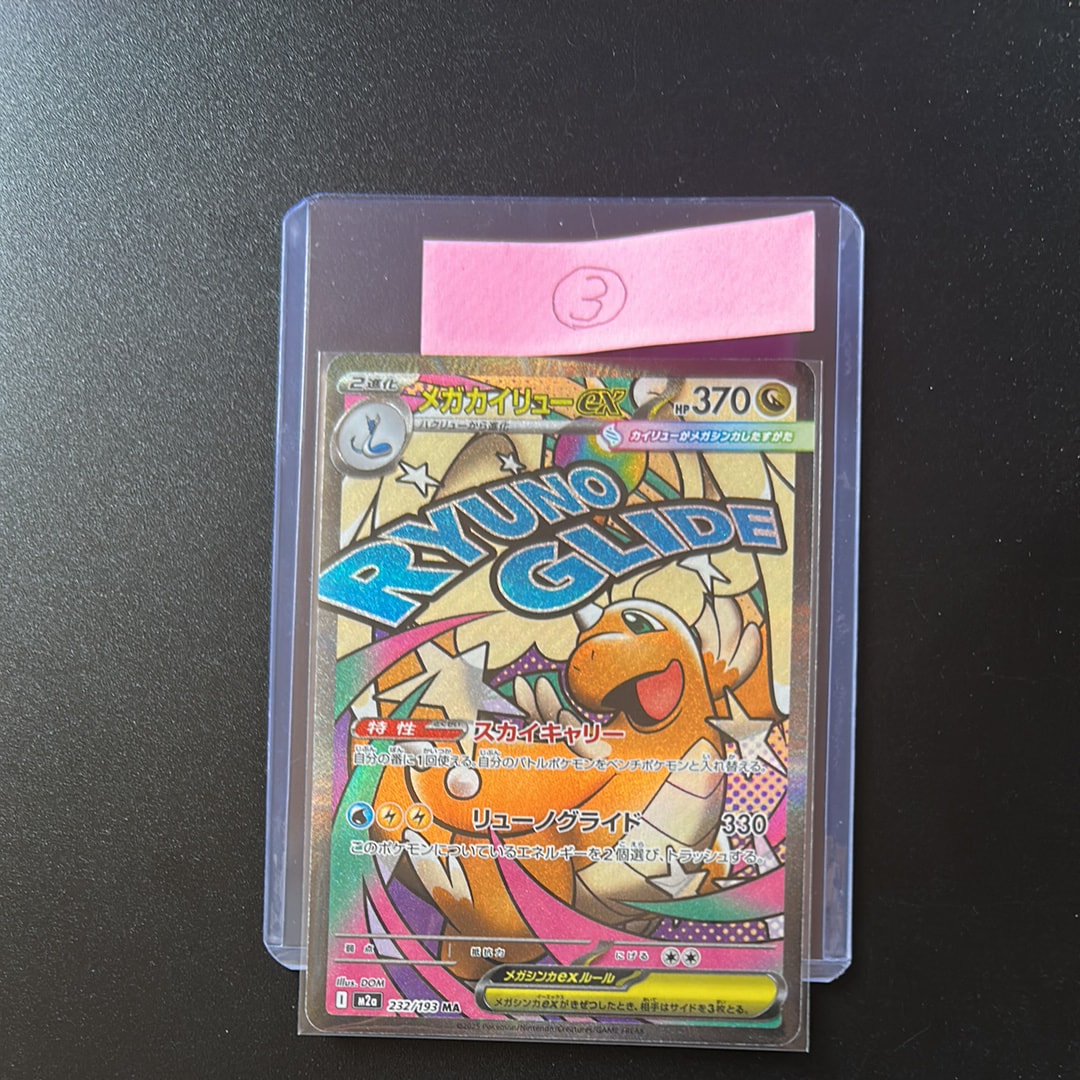 ③
2進化
メガカイリューex
HP370
ハクリューから進化
カイリューがメガシンカしたすがた
RYUNO
GLIDE
特性
スカイキャリー
自分の番に1回使える。自分のバトルポケモンをベンチポケモンと入れ替える。
リューノグライド 330
このポケモンについているエネルギーを2個選び、トラッシュする。
弱点 抵抗力 にげる
メガシンカexルール
メガシンカexがきぜつしたとき、相手はサイドを3枚とる。
Illus. DOM
I m2a 232/193 MA
©2025 Pokémon/Nintendo/Creatures/GAME FREAK